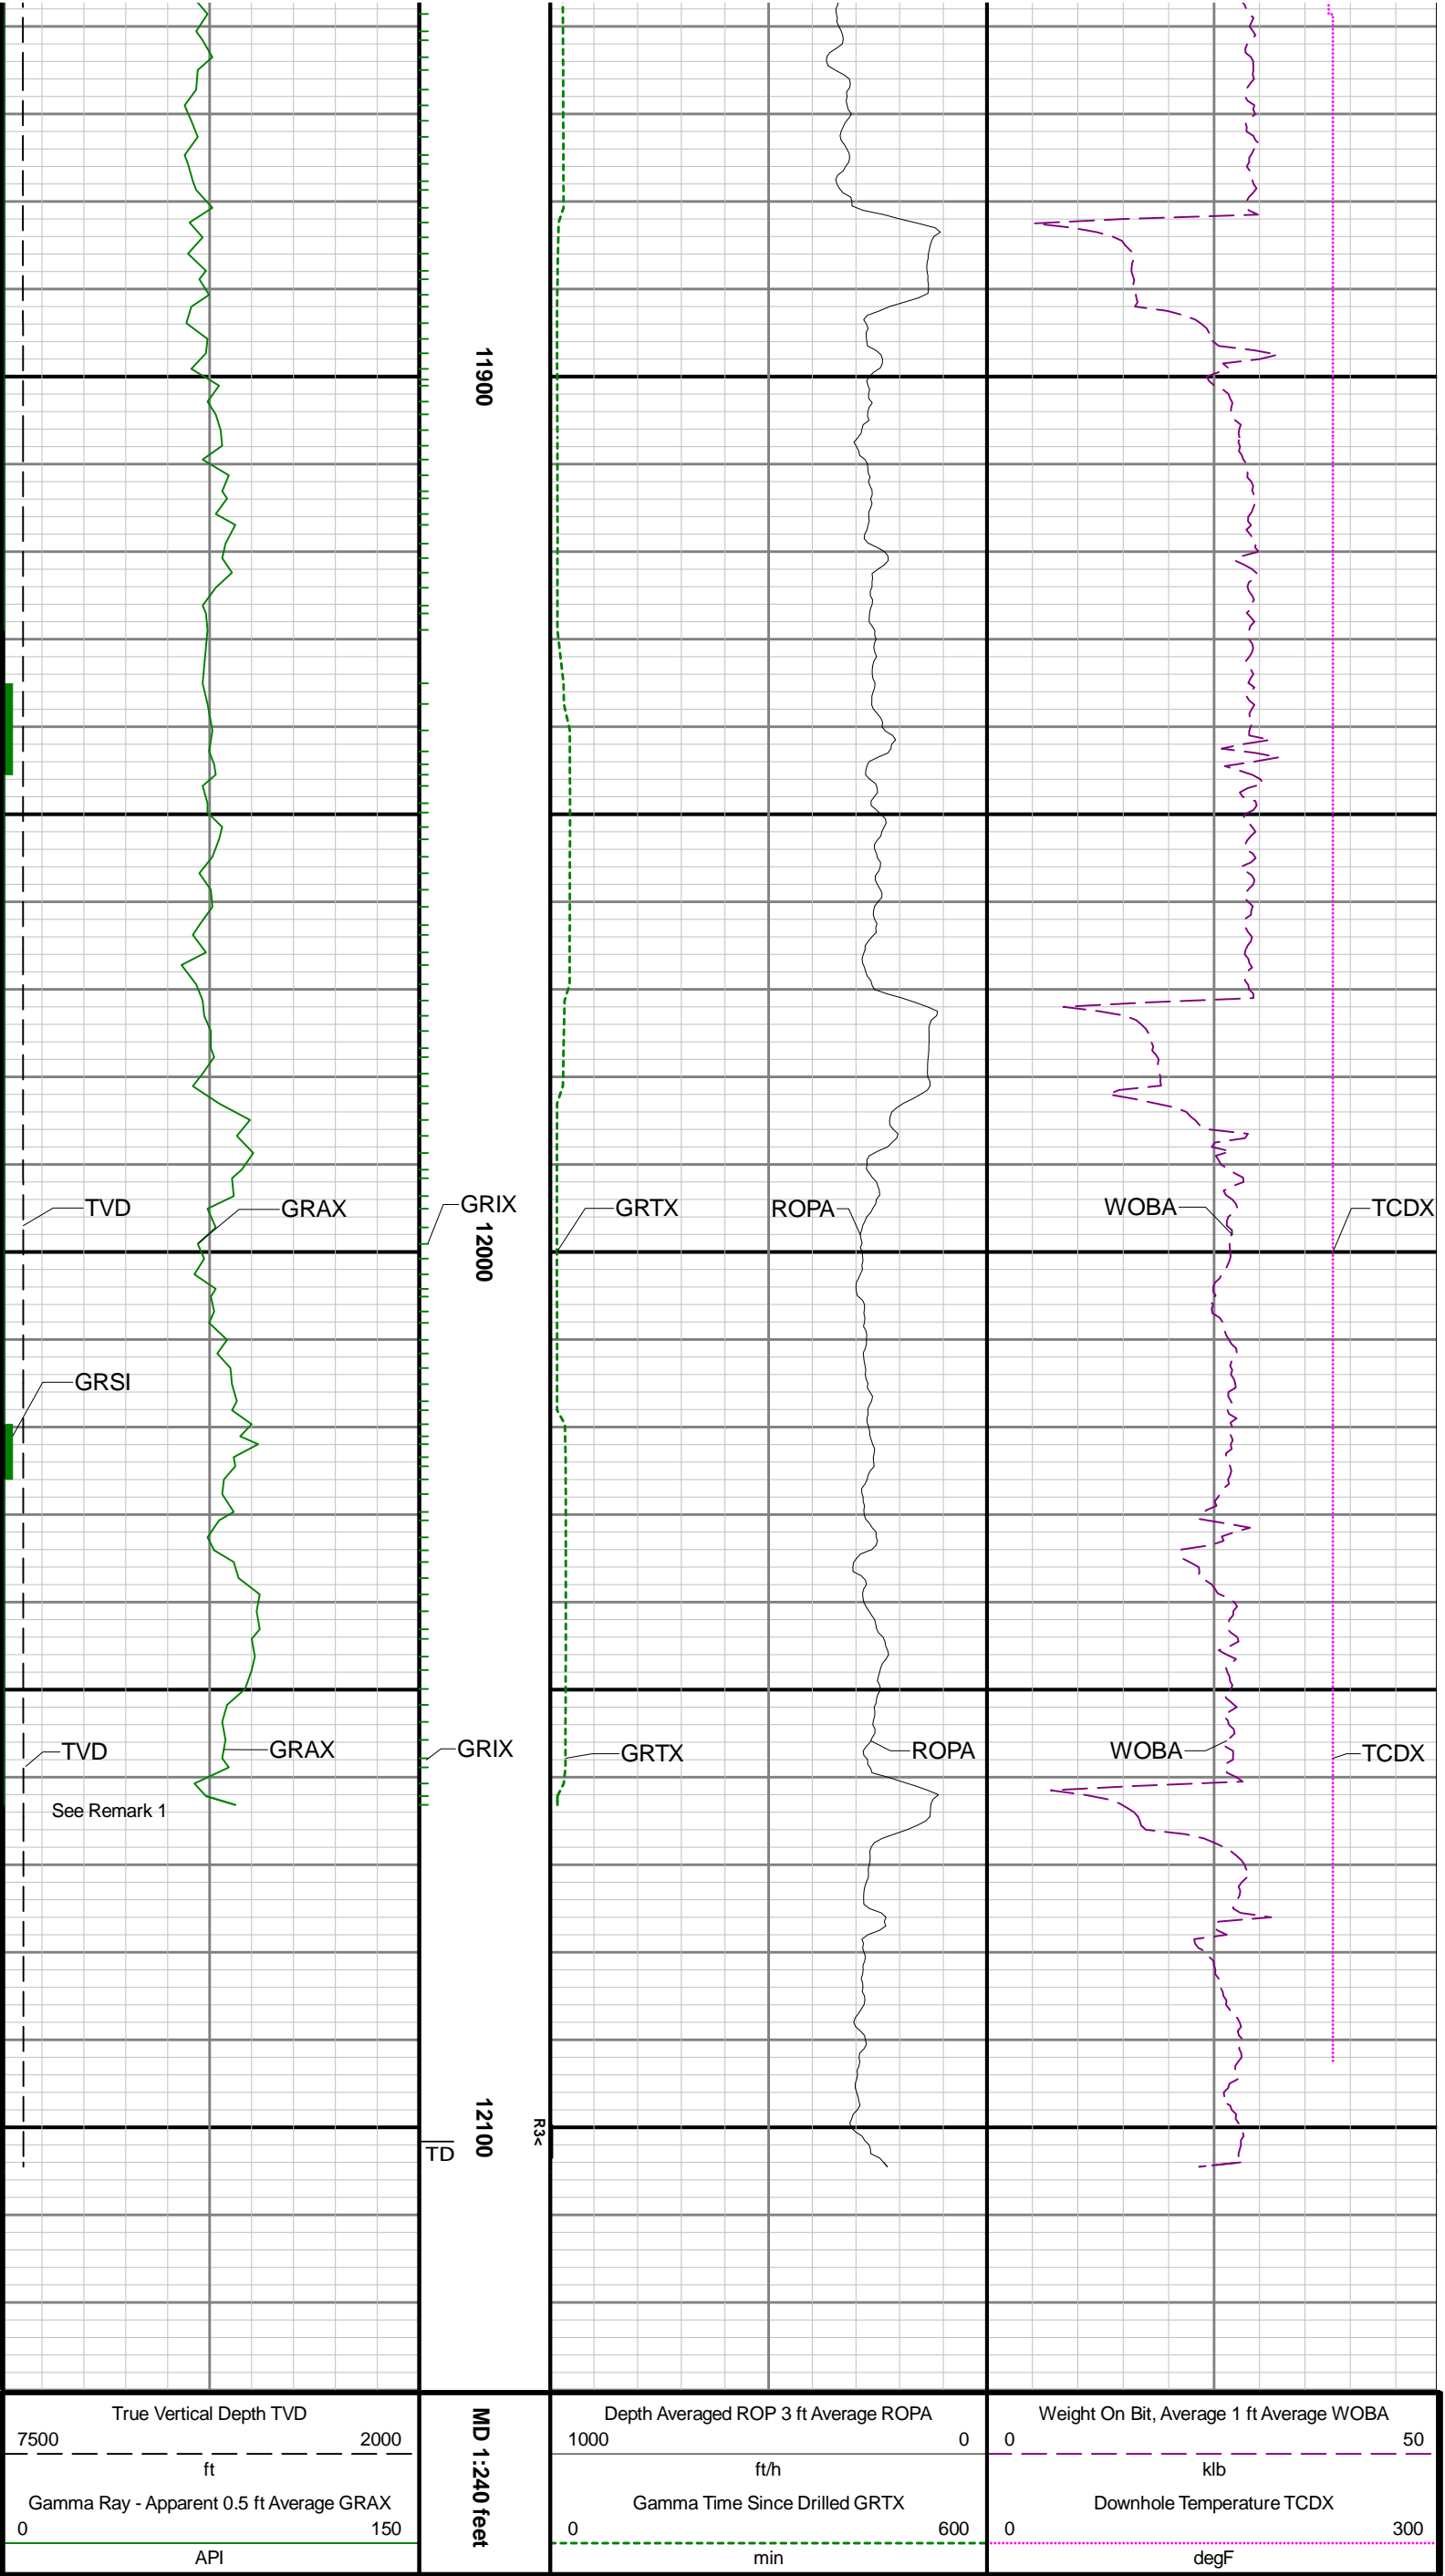 11900
TVD
GRAX
GRIX
12000
GRTX
ROPA
WOBA
TCDX
GRSI
TVD
GRAX
GRIX
GRTX
ROPA
WOBA
TCDX
See Remark 1
12100
R3<
TD
True Vertical Depth TVD
7500 2000
ft
Gamma Ray - Apparent 0.5 ft Average GRAX
0 150
API
MD 1:240 feet
Depth Averaged ROP 3 ft Average ROPA
1000 0
ft/h
Gamma Time Since Drilled GRTX
0 600
min
Weight On Bit, Average 1 ft Average WOBA
0 50
klb
Downhole Temperature TCDX
0 300
degF